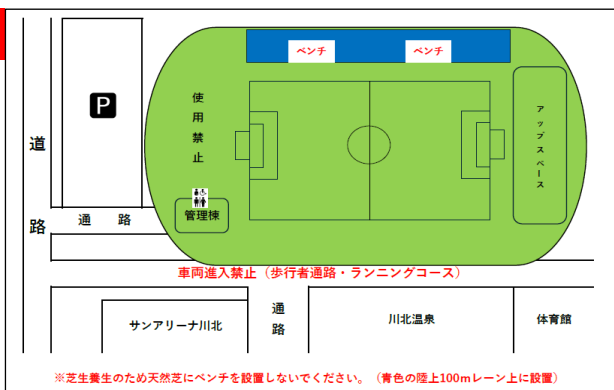 ベンチ ベンチ
P
使用禁止
アップスペース
道路
通路
管理棟
車両進入禁止（歩行者通路・ランニングコース）
通路
サンアリーナ川北
川北温泉
体育館
※芝生養生のため天然芝にベンチを設置しないでください。（青色の陸上100mレーン上に設置）